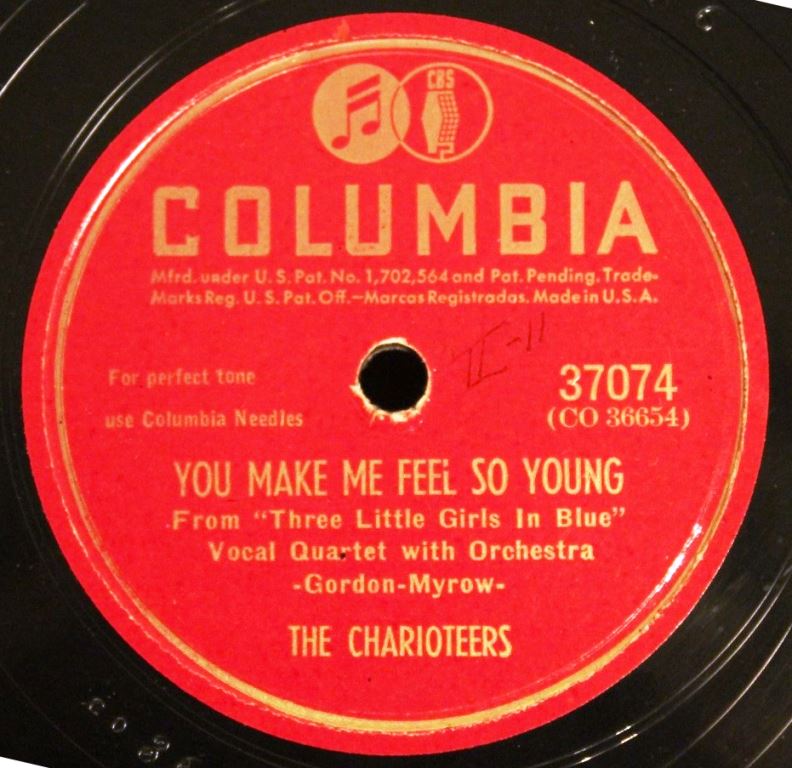 CBS
COLUMBIA
Mfrd. under U. S. Pat. No. 1,702,564 and Pat. Pending. Trade-
Marks Reg. U. S. Pat. Off.—Marcas Registradas. Made in U. S. A.
II-11
For perfect tone
use Columbia Needles
37074
(CO 36654)
YOU MAKE ME FEEL SO YOUNG
From "Three Little Girls In Blue"
Vocal Quartet with Orchestra
-Gordon-Myrow-
THE CHARIOTEERS